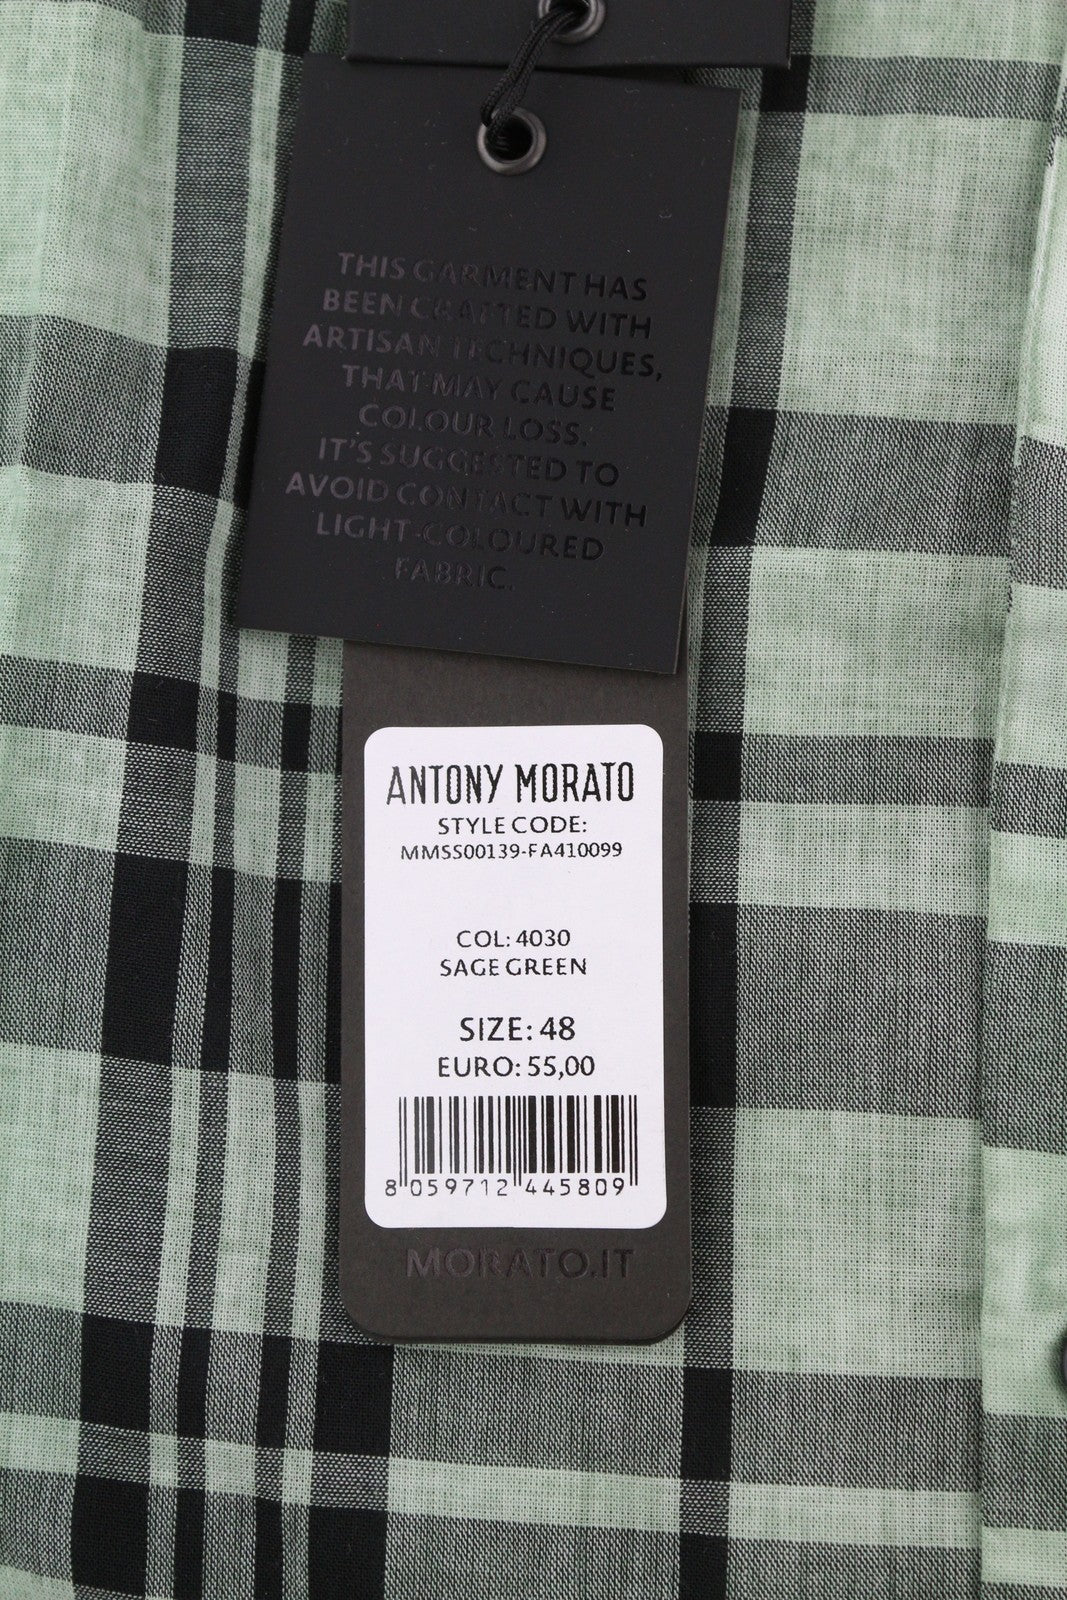 THIS GARMENT HAS
BEEN CRAFTED WITH
ARTISAN TECHNIQUES,
THAT MAY CAUSE
COLOUR LOSS.
IT'S SUGGESTED TO
AVOID CONTACT WITH
LIGHT-COLOURED
FABRIC.
ANTONY MORATO
STYLE CODE:
MMSS00139-FA410099
COL: 4030
SAGE GREEN
SIZE: 48
EURO: 55,00
8 059712 445809
MORATO.IT